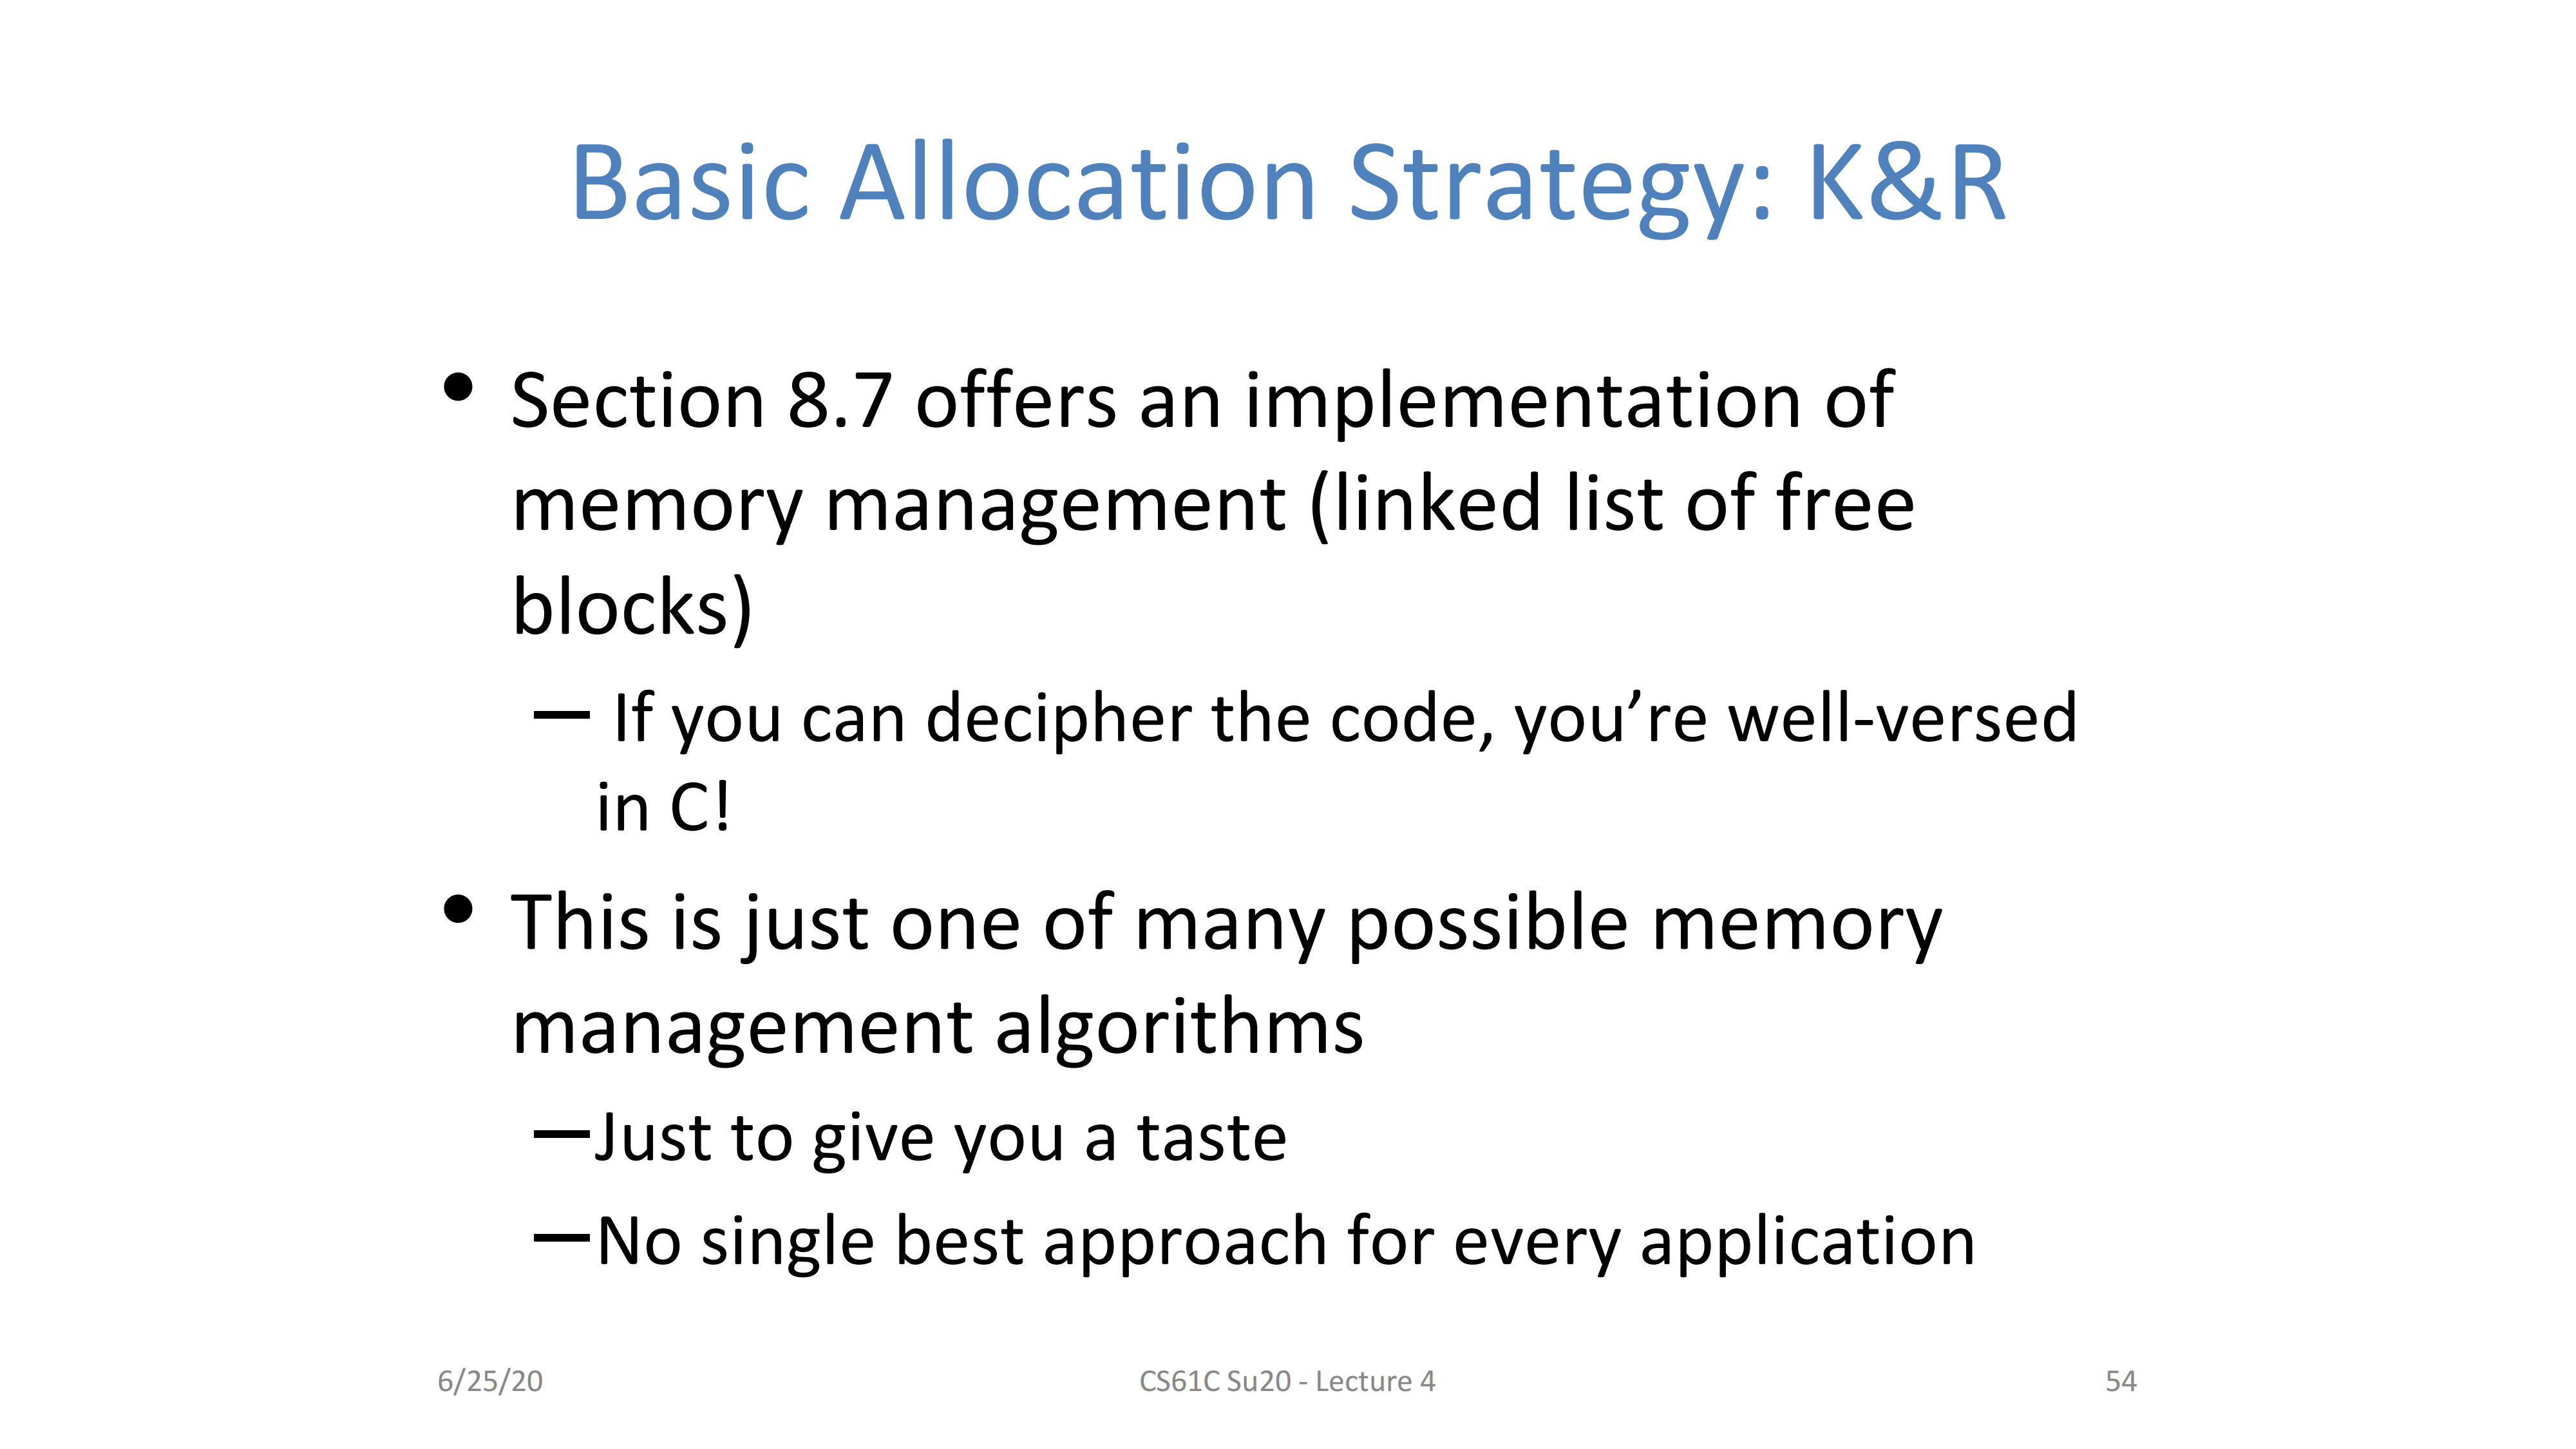 Basic Allocation Strategy: K&R
• Section 8.7 offers an implementation of
memory management (linked list of free
blocks)
— If you can decipher the code, you’re well-versed
in C!
• This is just one of many possible memory
management algorithms
—Just to give you a taste
—No single best approach for every application
6/25/20
CS61C Su20 - Lecture 4
54